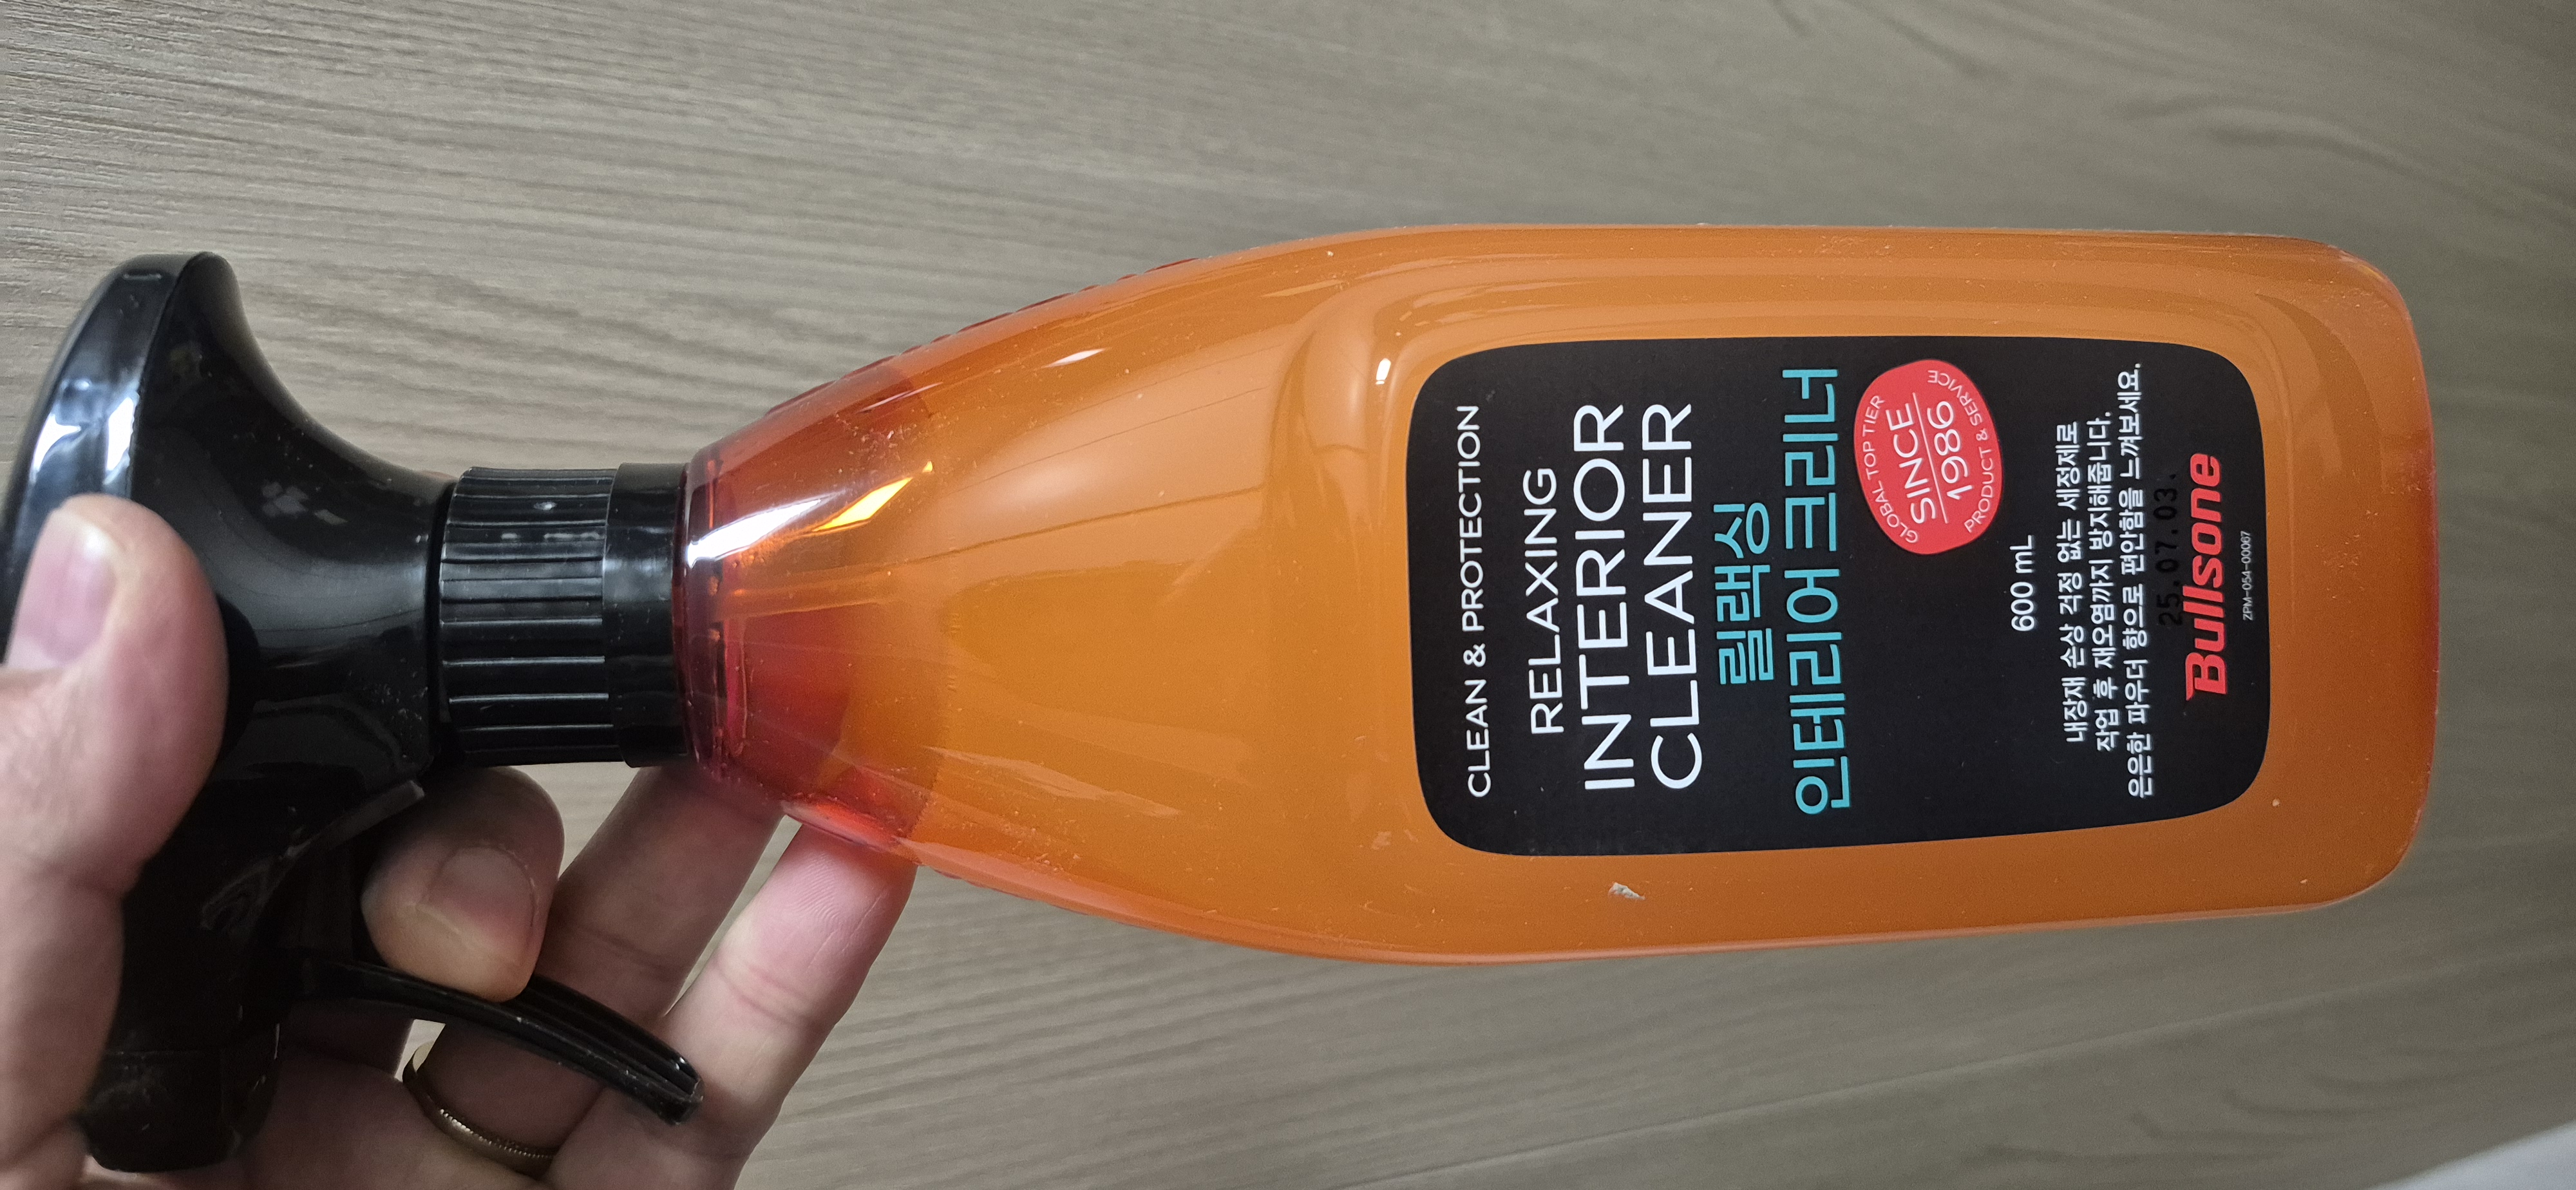 CLEAN & PROTECTION
RELAXING
INTERIOR
CLEANER
릴랙싱
인테리어 크리너
GLOBAL TOP TIER
SINCE
1986
PRODUCT & SERVICE
600 mL
내장재 손상 걱정 없는 세정제로
작업 후 재오염까지 방지해줍니다.
은은한 파우더 향으로 편안함을 느껴보세요.
25.07.03.
Bullsone
ZPM-054-00067